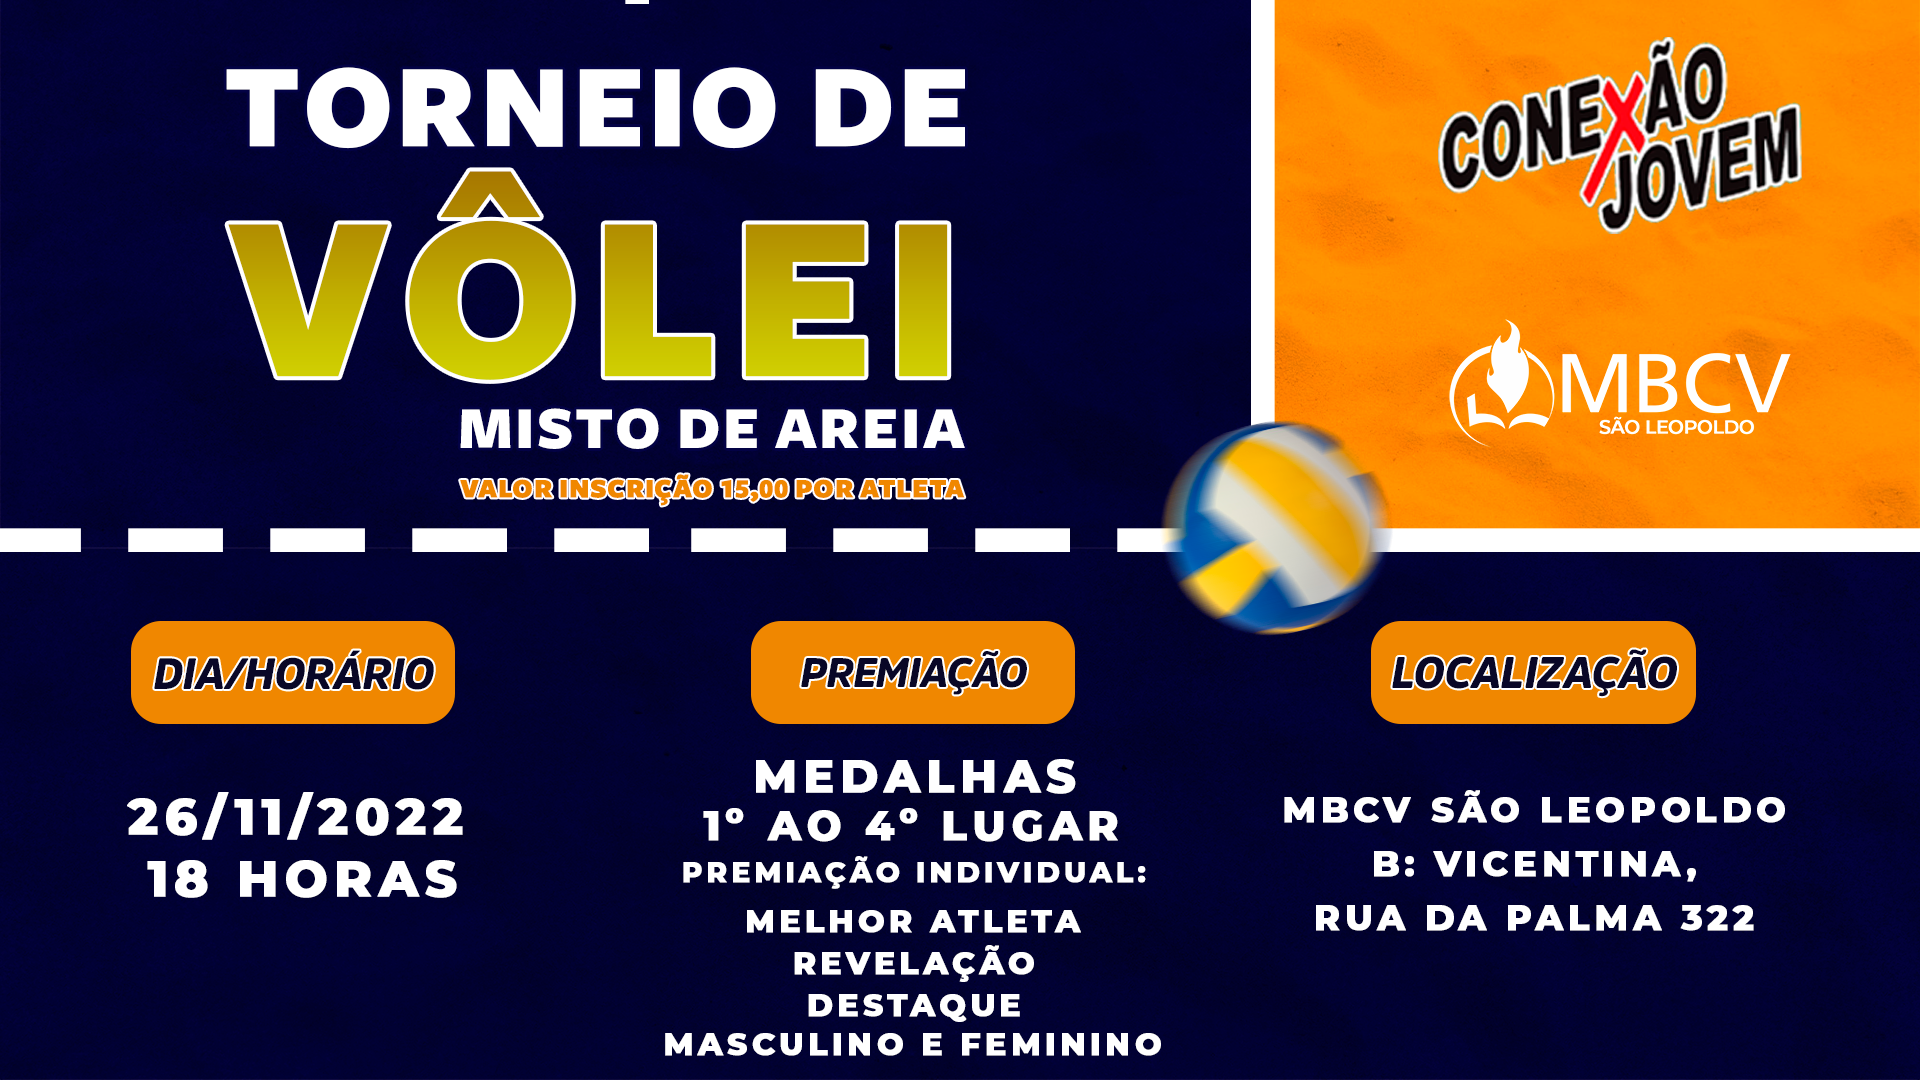 TORNEIO DE
VÔLEI
MISTO DE AREIA
VALOR INSCRIÇÃO 15,00 POR ATLETA
CONEXÃO
JOVEM
MBCV
SÃO LEOPOLDO
DIA/HORÁRIO
26/11/2022
18 HORAS
PREMIAÇÃO
MEDALHAS
1º AO 4º LUGAR
PREMIAÇÃO INDIVIDUAL:
MELHOR ATLETA
REVELAÇÃO
DESTAQUE
MASCULINO E FEMININO
LOCALIZAÇÃO
MBCV SÃO LEOPOLDO
B: VICENTINA,
RUA DA PALMA 322